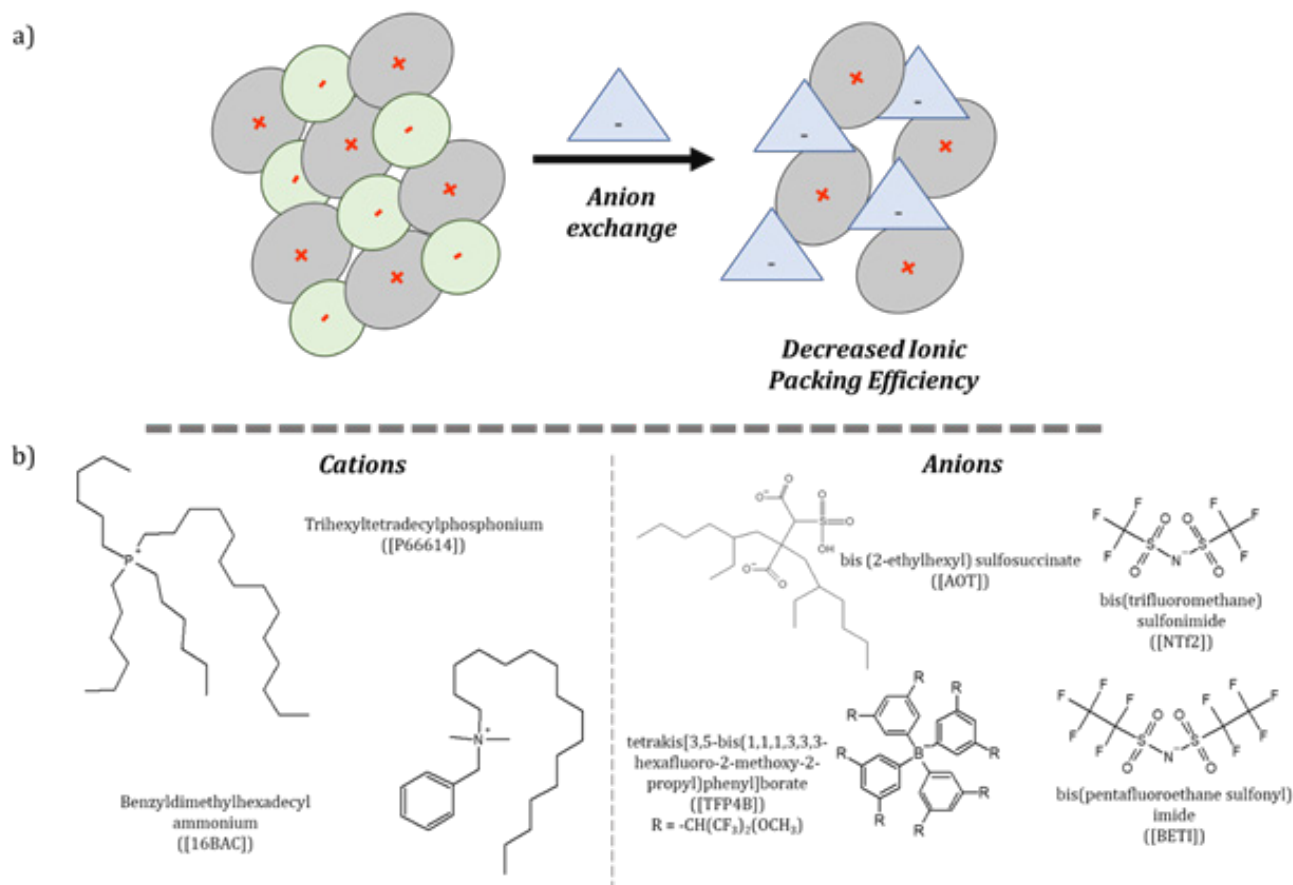 a)
Anion
exchange
Decreased Ionic
Packing Efficiency
b)
Cations
Anions
Trihexyltetradecylphosphonium
([P66614])
P+
N+
Benzyldimethylhexadecyl
ammonium
([16BAC])
O
O-
O
S
O
OH
O-
O
bis (2-ethylhexyl) sulfosuccinate
([AOT])
F
F
F
O
O
F
F
F
S
S
O
N-
O
bis(trifluoromethane)
sulfonimide
([NTf2])
tetrakis[3,5-bis(1,1,1,3,3,3-
hexafluoro-2-methoxy-2-
propyl)phenyl]borate
([TFP4B])
R = -CH(CF3)2(OCH3)
R
R
R
R
B-
R
R
R
R
F
F
F
F
F
O
O
F
F
F
F
F
S
S
O
N-
O
bis(pentafluoroethane sulfonyl)
imide
([BETI])